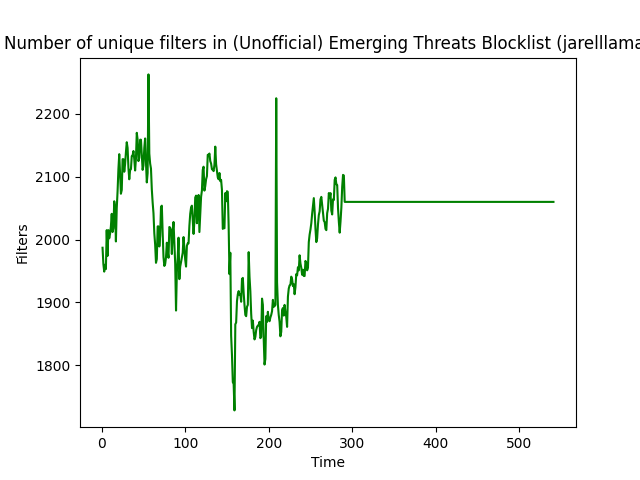 Number of unique filters in (Unofficial) Emerging Threats Blocklist (jarelllama
2200
2100
2000
1900
1800
Filters
0 100 200 300 400 500
Time